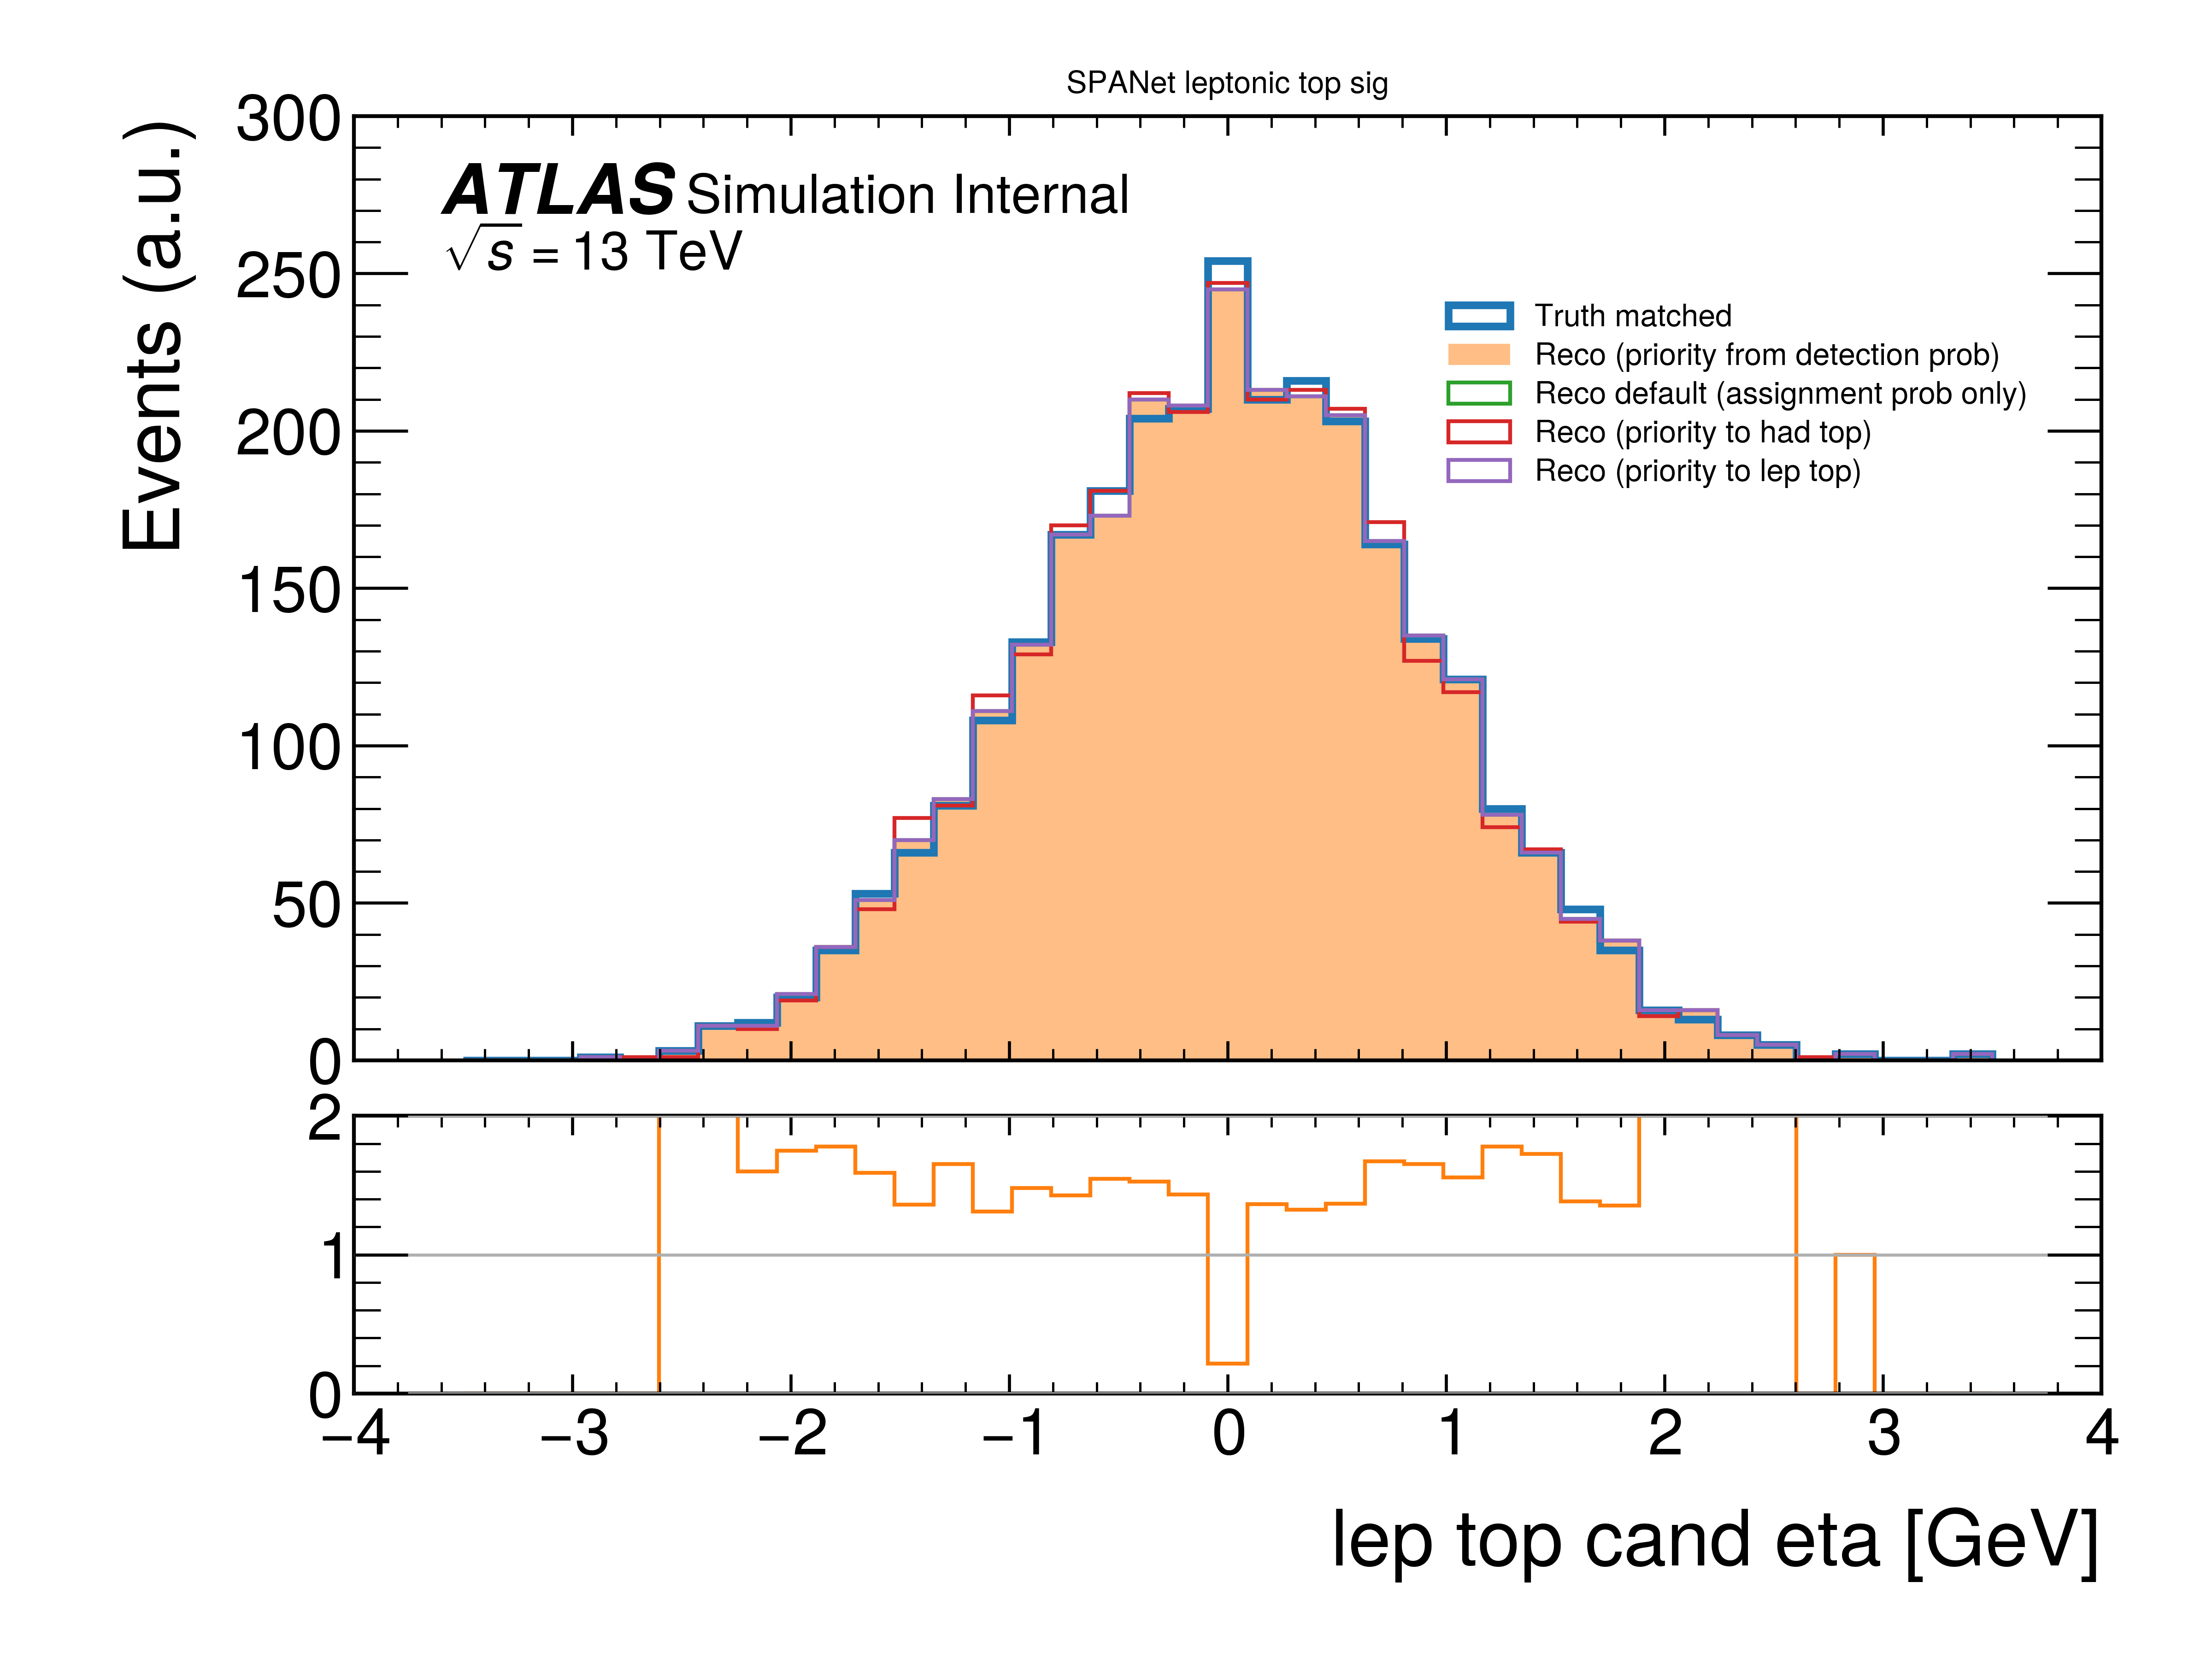 SPANet leptonic top sig
Events (a.u.)
300
250
200
150
100
50
0
ATLAS Simulation Internal
√s = 13 TeV
Truth matched
Reco (priority from detection prob)
Reco default (assignment prob only)
Reco (priority to had top)
Reco (priority to lep top)
2
1
0
−4 −3 −2 −1 0 1 2 3 4
lep top cand eta [GeV]